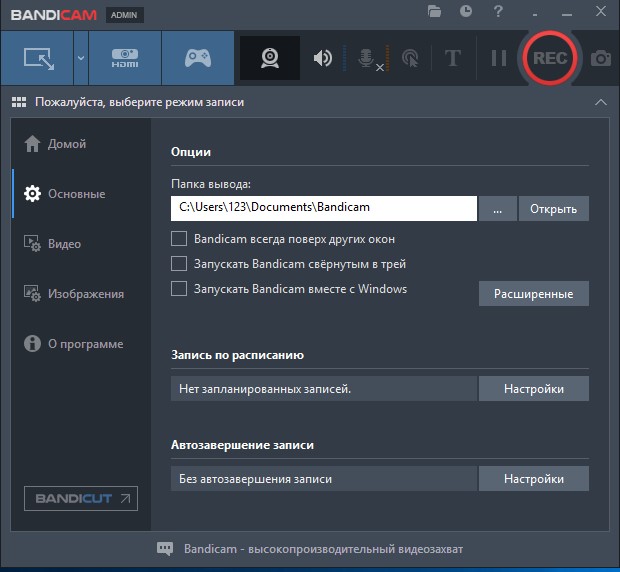 BANDICAM ADMIN
HDMI T REC
Пожалуйста, выберите режим записи
Домой
Основные
Видео
Изображения
О программе
BANDICUT
Опции
Папка вывода:
C:\Users\123\Documents\Bandicam ... Открыть
Bandicam всегда поверх других окон
Запускать Bandicam свёрнутым в трей
Запускать Bandicam вместе с Windows
Расширенные
Запись по расписанию
Нет запланированных записей. Настройки
Автозавершение записи
Без автозавершения записи Настройки
Bandicam - высокопроизводительный видеозахват